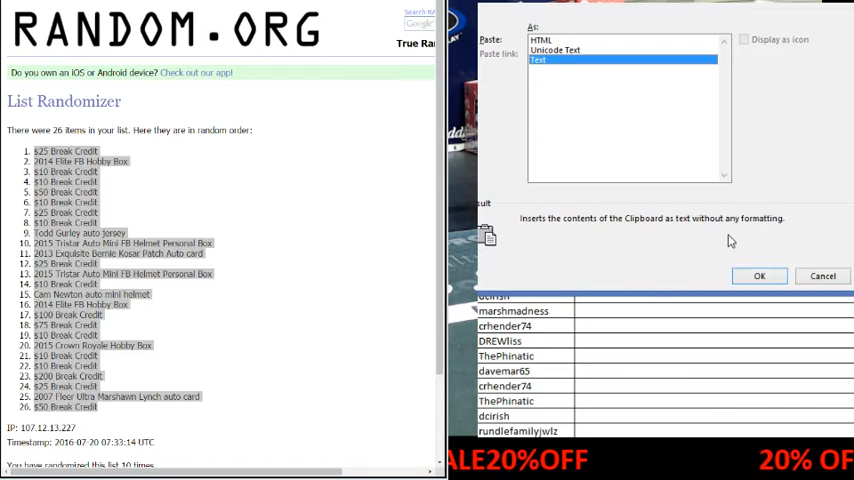 RANDOM.ORG
Search RA
Google
True Ra
Do you own an iOS or Android device? Check out our app!
List Randomizer
There were 26 items in your list. Here they are in random order:
1. $25 Break Credit
2. 2014 Elite FB Hobby Box
3. $10 Break Credit
4. $10 Break Credit
5. $50 Break Credit
6. $10 Break Credit
7. $25 Break Credit
8. $10 Break Credit
9. Todd Gurley auto jersey
10. 2015 Tristar Auto Mini FB Helmet Personal Box
11. 2013 Exquisite Bernie Kosar Patch Auto card
12. $25 Break Credit
13. 2015 Tristar Auto Mini FB Helmet Personal Box
14. $10 Break Credit
15. Cam Newton auto mini helmet
16. 2014 Elite FB Hobby Box
17. $100 Break Credit
18. $75 Break Credit
19. $10 Break Credit
20. 2015 Crown Royale Hobby Box
21. $10 Break Credit
22. $10 Break Credit
23. $200 Break Credit
24. $25 Break Credit
25. 2007 Fleer Ultra Marshawn Lynch auto card
26. $50 Break Credit
IP: 107.12.13.227
Timestamp: 2016-07-20 07:33:14 UTC
You have randomized this list 10 times
As:
Paste:
Paste link:
HTML
Unicode Text
Text
Display as icon
sult
Inserts the contents of the Clipboard as text without any formatting.
OK
Cancel
dcirish
marshmadness
crhender74
DREWliss
ThePhinatic
davemar65
crhender74
ThePhinatic
dcirish
rundlefamilyjwlz
ALE20%OFF
20% OF